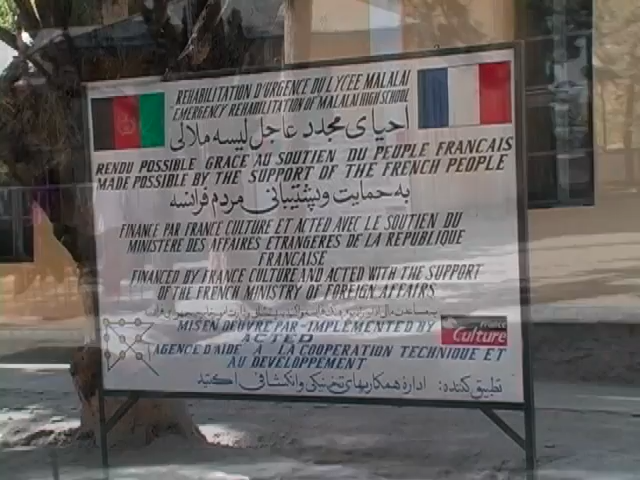 REHABILITATION D'URGENCE DU LYCEE MALALAI
EMERGENCY REHABILITATION OF MALALAI HIGH SCHOOL
احیای مجدد عاجل لیسه ملالی
RENDU POSSIBLE GRACE AU SOUTIEN DU PEUPLE FRANCAIS
MADE POSSIBLE BY THE SUPPORT OF THE FRENCH PEOPLE
به حمایت و پشتیبانی مردم فرانسه
FINANCE PAR FRANCE CULTURE ET ACTED AVEC LE SOUTIEN DU
MINISTERE DES AFFAIRES ETRANGERES DE LA REPUBLIQUE
FRANCAISE
FINANCED BY FRANCE CULTURE AND ACTED WITH THE SUPPORT
OF THE FRENCH MINISTRY OF FOREIGN AFFAIRS
MISEN OEUVRE PAR - IMPLEMENTED BY
ACTED
France
Culture
AGENCE D'AIDE A LA COOPERATION TECHNIQUE ET
AU DEVELOPPEMENT
تطبیق کننده: ادارهٔ همکاریهای تخنیکی و انکشافی اکتید